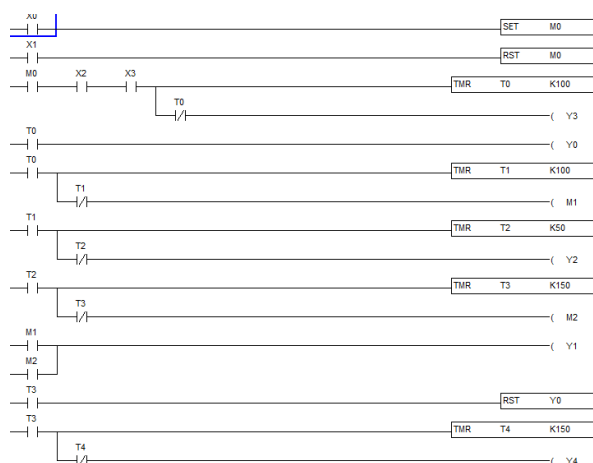 X0 SET M0
X1 RST M0
M0 X2 X3 TMR T0 K100
T0 Y3
T0 Y0
T0 TMR T1 K100
T1 M1
T1 TMR T2 K50
T2 Y2
T2 TMR T3 K150
T3 M2
M1 Y1
M2
T3 RST Y0
T3 TMR T4 K150
T4 Y4